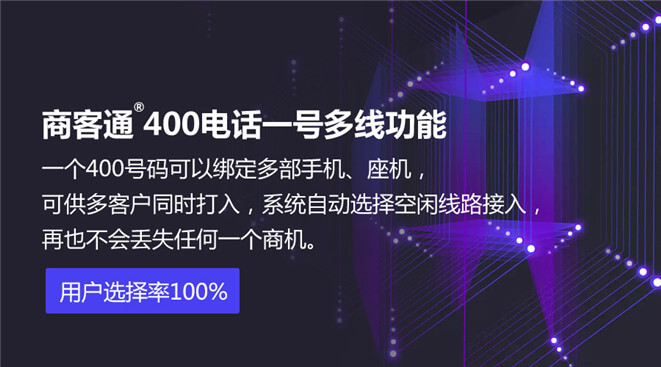 商客通®400电话一号多线功能
一个400号码可以绑定多部手机、座机，
可供多客户同时打入，系统自动选择空闲线路接入，
再也不会丢失任何一个商机。
用户选择率100%